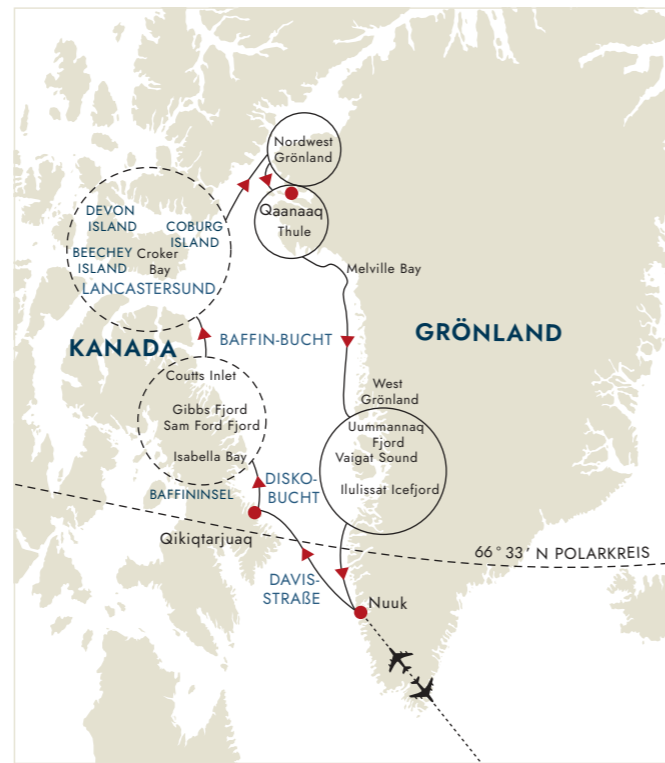 Nordwest
Grönland
Qaanaaq
Thule
DEVON
ISLAND
COBURG
ISLAND
BEECHEY
ISLAND
Croker
Bay
LANCASTERSUND
Melville Bay
GRÖNLAND
BAFFIN-BUCHT
KANADA
Coutts Inlet
Gibbs Fjord
Sam Ford Fjord
Isabella Bay
West
Grönland
Uummannaq
Fjord
Vaigat Sound
Ilulissat Icefjord
DISKO-
BUCHT
BAFFININSEL
Qikiqtarjuaq
66° 33' N POLARKREIS
DAVIS-
STRAßE
Nuuk